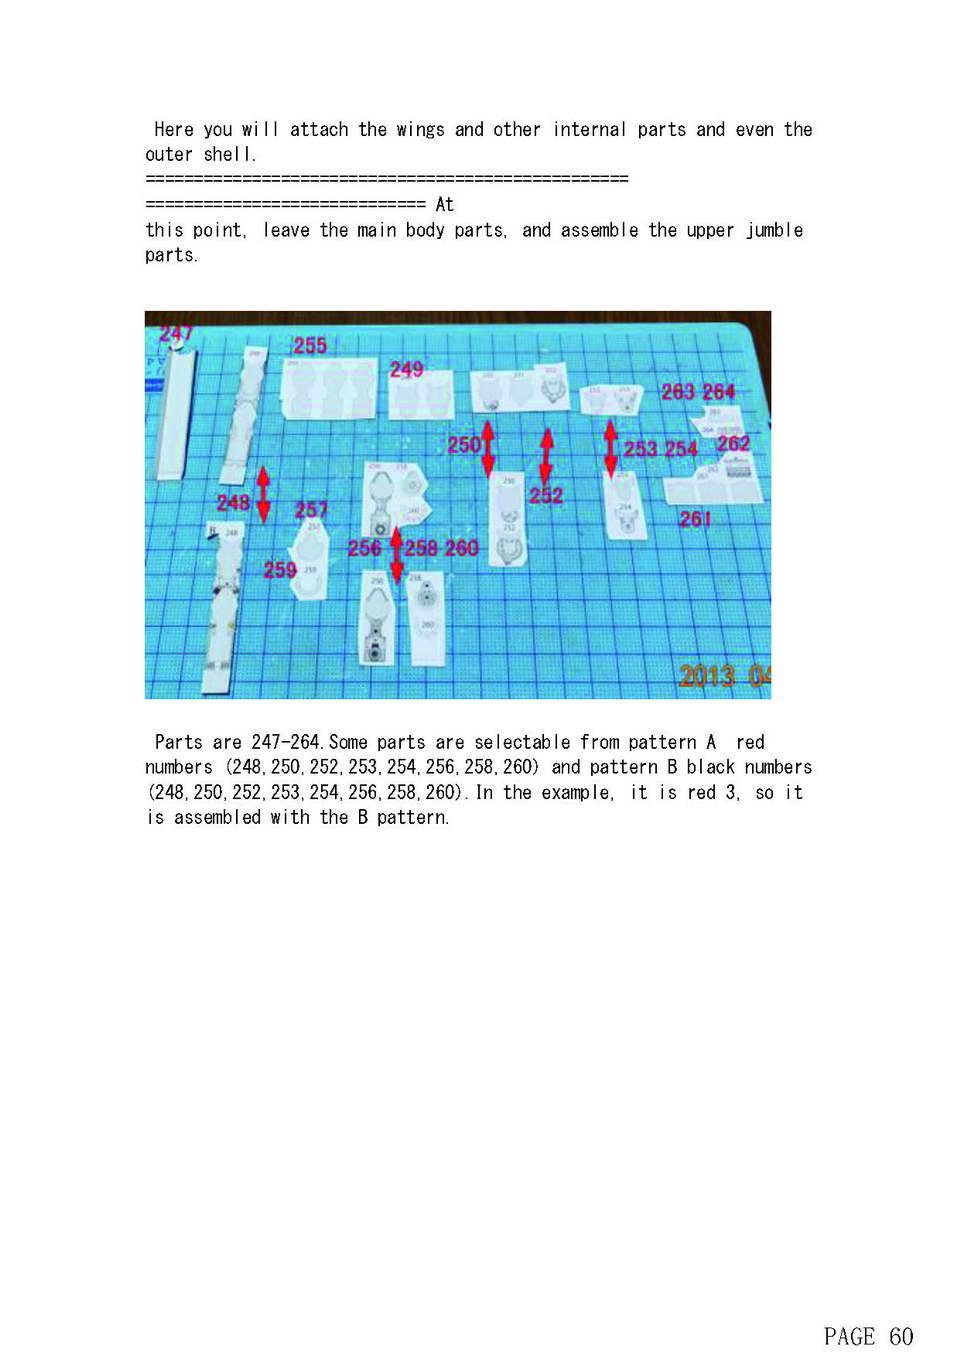 Here you will attach the wings and other internal parts and even the
outer shell.
==================================================
============================= At
this point, leave the main body parts, and assemble the upper jumble
parts.
247
255
249
263 264
250
253 254
262
252
248
257
261
256
258 260
259
2013 04
Parts are 247-264.Some parts are selectable from pattern A  red
numbers (248,250,252,253,254,256,258,260) and pattern B black numbers
(248,250,252,253,254,256,258,260).In the example, it is red 3, so it
is assembled with the B pattern.
PAGE 60